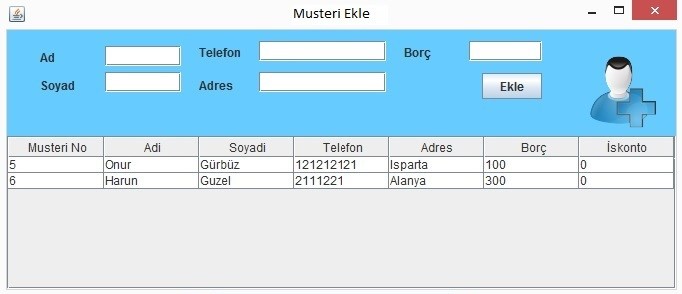 Musteri Ekle
Ad Telefon Borç
Soyad Adres Ekle
Musteri No Adi Soyadi Telefon Adres Borç İskonto
5 Onur Gürbüz 121212121 Isparta 100 0
6 Harun Guzel 2111221 Alanya 300 0